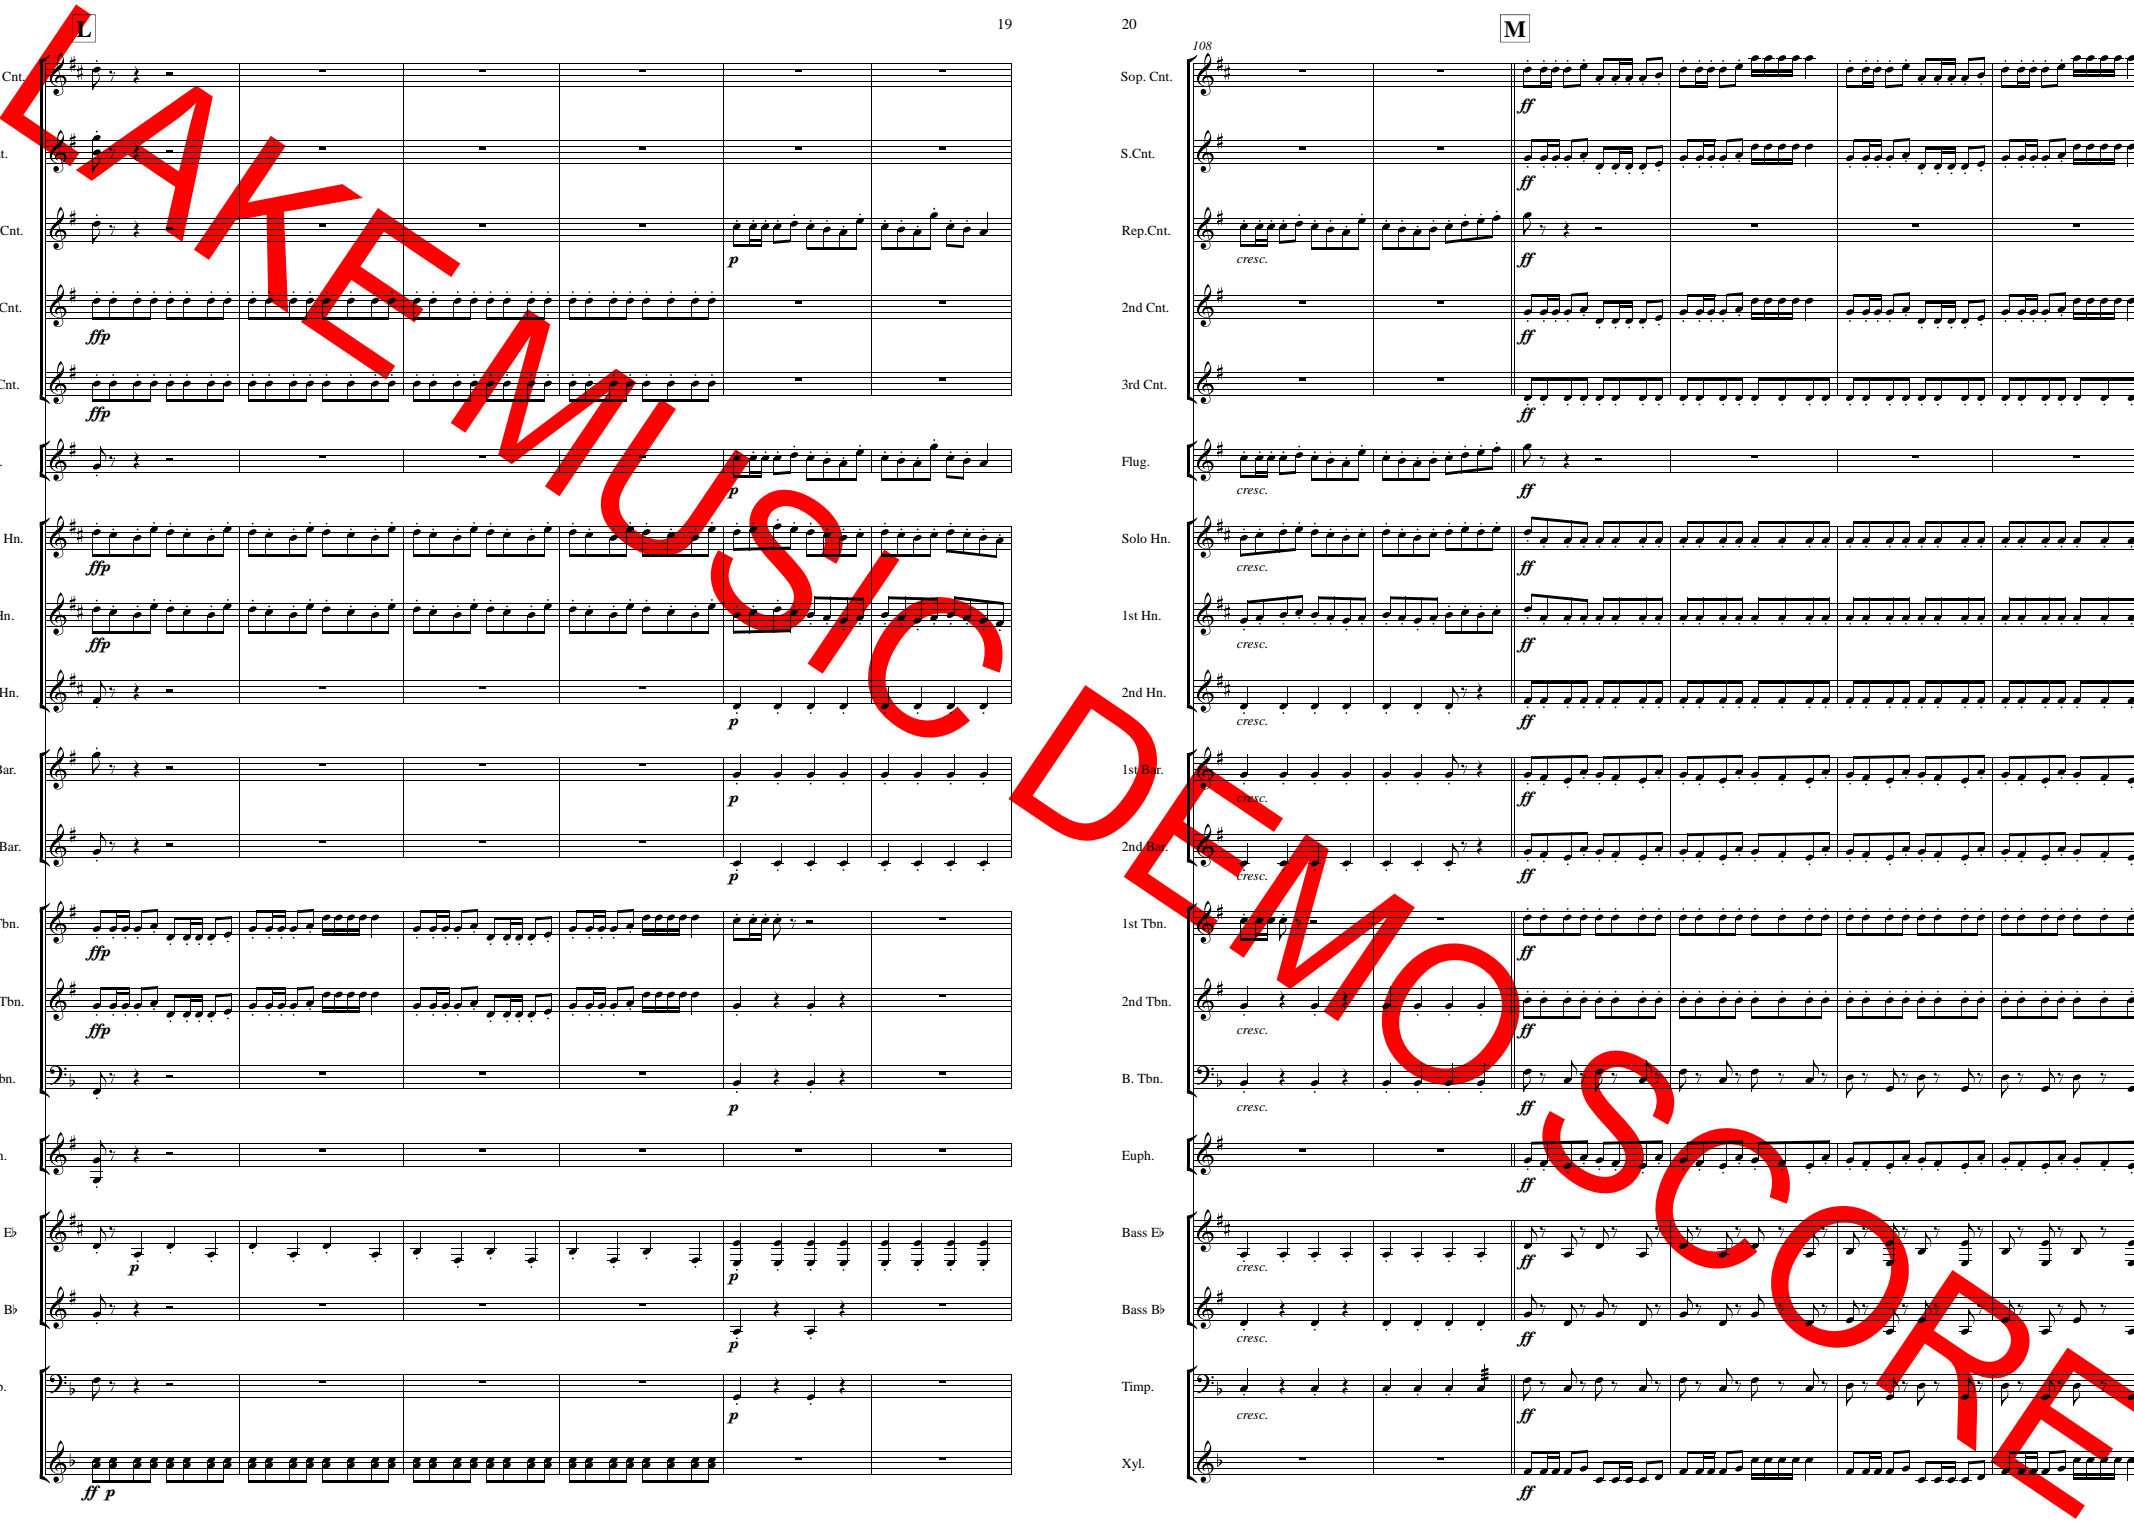 L
19
Cnt.
nt.
Cnt.
ffp
Cnt.
p
ffp
Cnt.
.
p
Hn.
ffp
Hn.
ffp
Hn.
p
Bar.
p
Bar.
p
Tbn.
ffp
Tbn.
ffp
bn.
p
n.
E♭
p
p
B♭
p
p.
p
ff p
20
M
108
Sop. Cnt.
ff
S.Cnt.
ff
Rep.Cnt.
cresc.
ff
2nd Cnt.
ff
3rd Cnt.
ff
Flug.
cresc.
ff
Solo Hn.
cresc.
ff
1st Hn.
cresc.
ff
2nd Hn.
cresc.
ff
1st Bar.
cresc.
ff
2nd Bar.
cresc.
ff
1st Tbn.
ff
2nd Tbn.
cresc.
ff
B. Tbn.
cresc.
ff
Euph.
ff
Bass E♭
cresc.
ff
Bass B♭
cresc.
ff
Timp.
cresc.
ff
Xyl.
ff
LAKE MUSIC DEMO SCORE